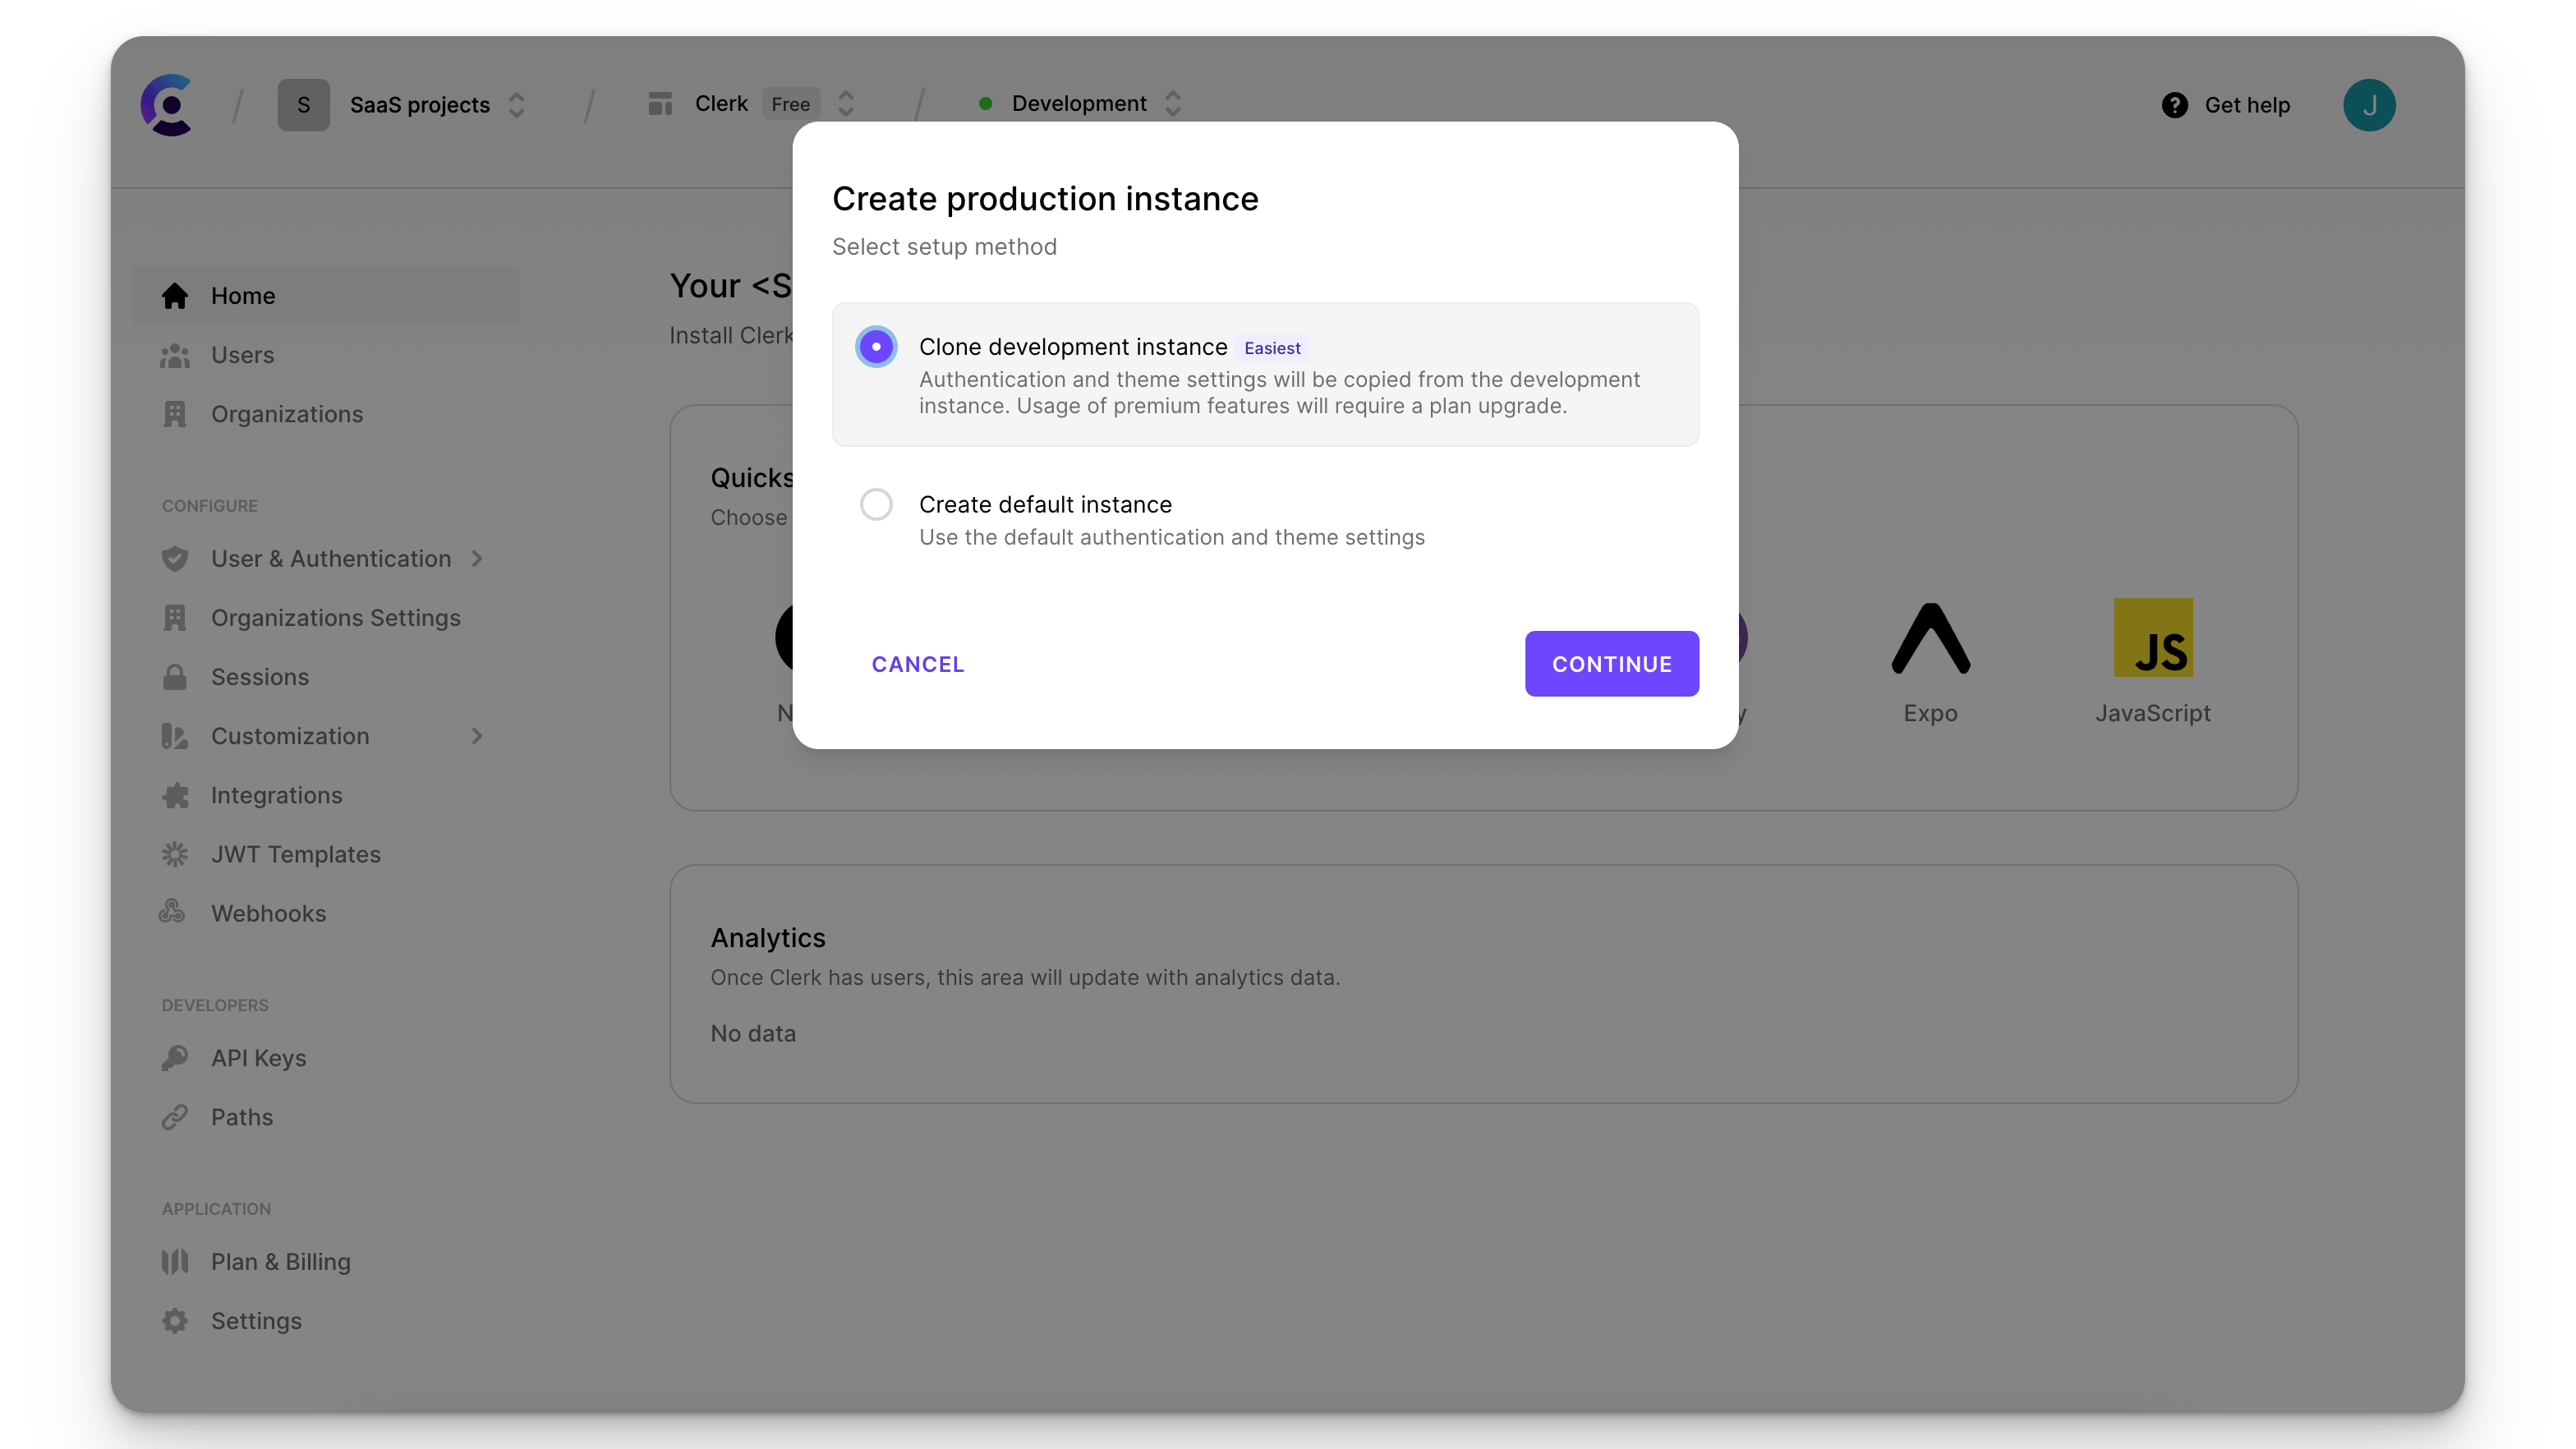 S SaaS projects Clerk Free Development Get help J
Create production instance
Select setup method
Clone development instance Easiest
Authentication and theme settings will be copied from the development
instance. Usage of premium features will require a plan upgrade.
Create default instance
Use the default authentication and theme settings
CANCEL CONTINUE
Home
Users
Organizations
CONFIGURE
User & Authentication
Organizations Settings
Sessions
Customization
Integrations
JWT Templates
Webhooks
DEVELOPERS
API Keys
Paths
APPLICATION
Plan & Billing
Settings
Your <S
Install Clerk
Quicks
Choose
JS
N
y
Expo
JavaScript
Analytics
Once Clerk has users, this area will update with analytics data.
No data